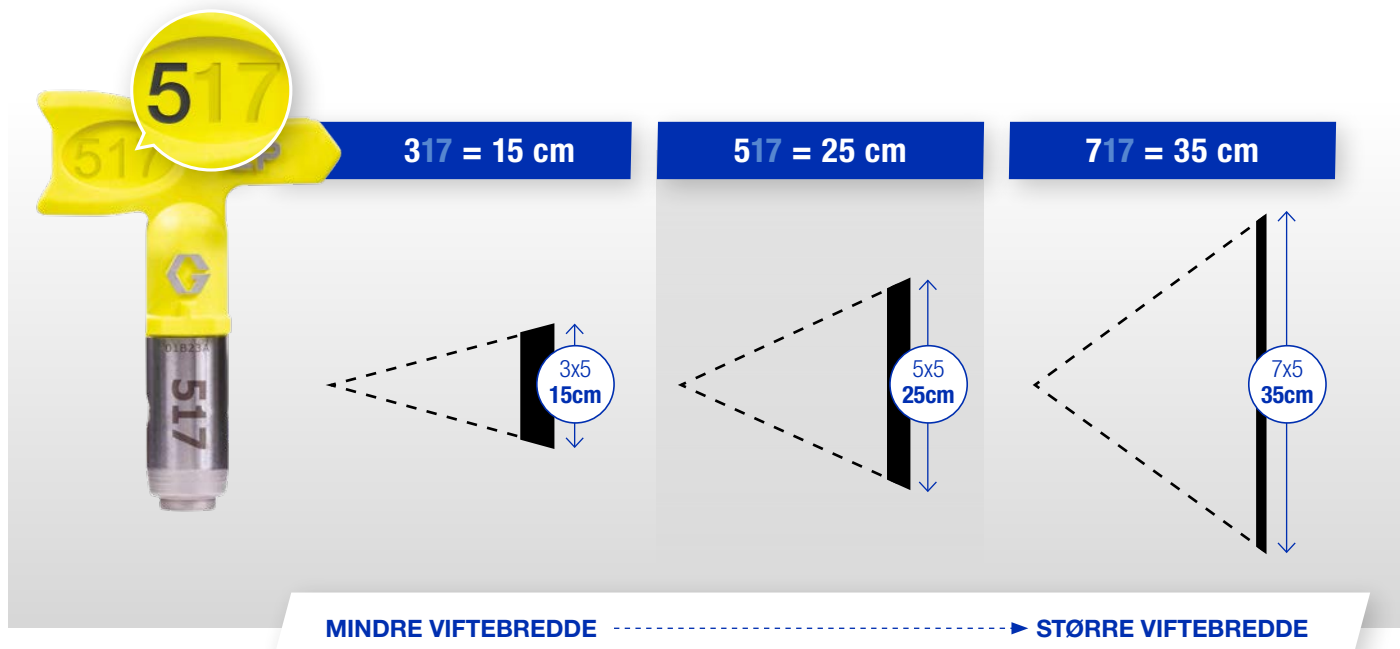 517
517
P
317 = 15 cm
517 = 25 cm
717 = 35 cm
G
01B23A
517
3x5
15cm
5x5
25cm
7x5
35cm
MINDRE VIFTEBREDDE
STØRRE VIFTEBREDDE